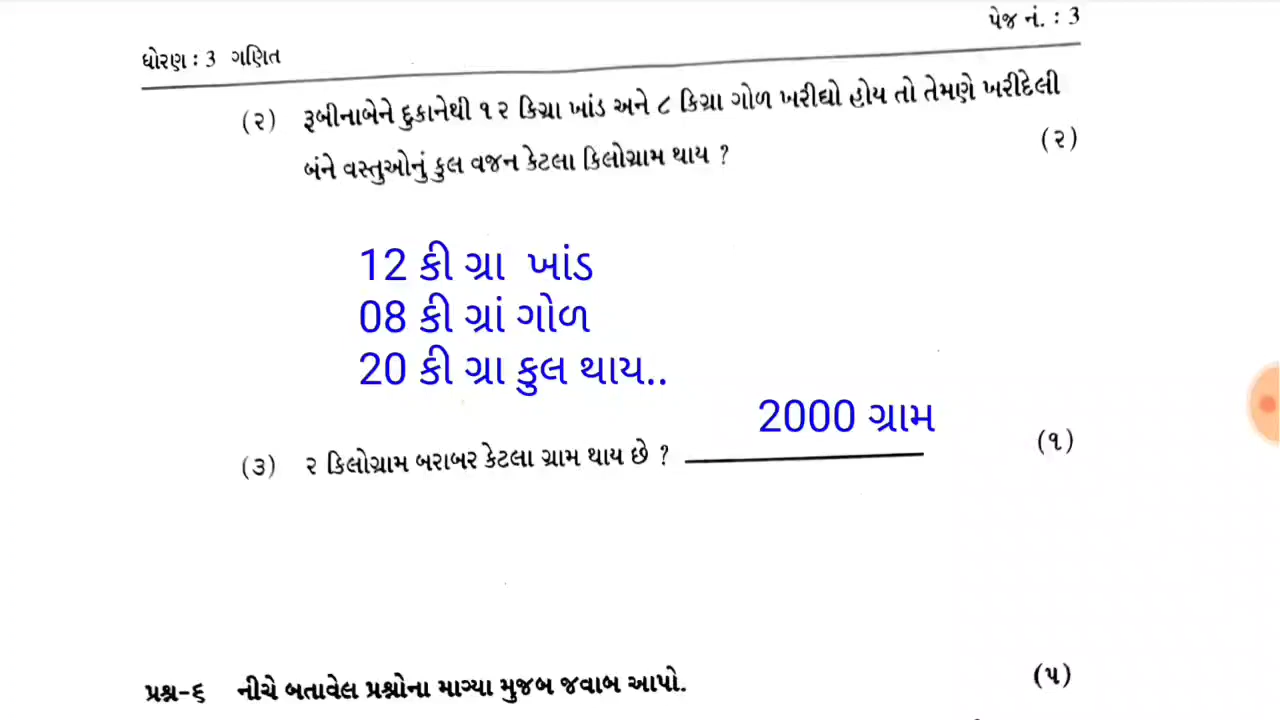 પેજ નં. : 3
ધોરણ : 3 ગણિત
(૨) રૂબીનાબેને દુકાનેથી ૧૨ કિગ્રા ખાંડ અને ૮ કિગ્રા ગોળ ખરીદ્યો હોય તો તેમણે ખરીદેલી
બંને વસ્તુઓનું કુલ વજન કેટલા કિલોગ્રામ થાય ? (૨)
12 કી ગ્રા ખાંડ
08 કી ગ્રાં ગોળ
20 કી ગ્રા કુલ થાય..
2000 ગ્રામ
(૩) ૨ કિલોગ્રામ બરાબર કેટલા ગ્રામ થાય છે ? (૧)
પ્રશ્ન-૬ નીચે બતાવેલ પ્રશ્નોના માગ્યા મુજબ જવાબ આપો. (૫)